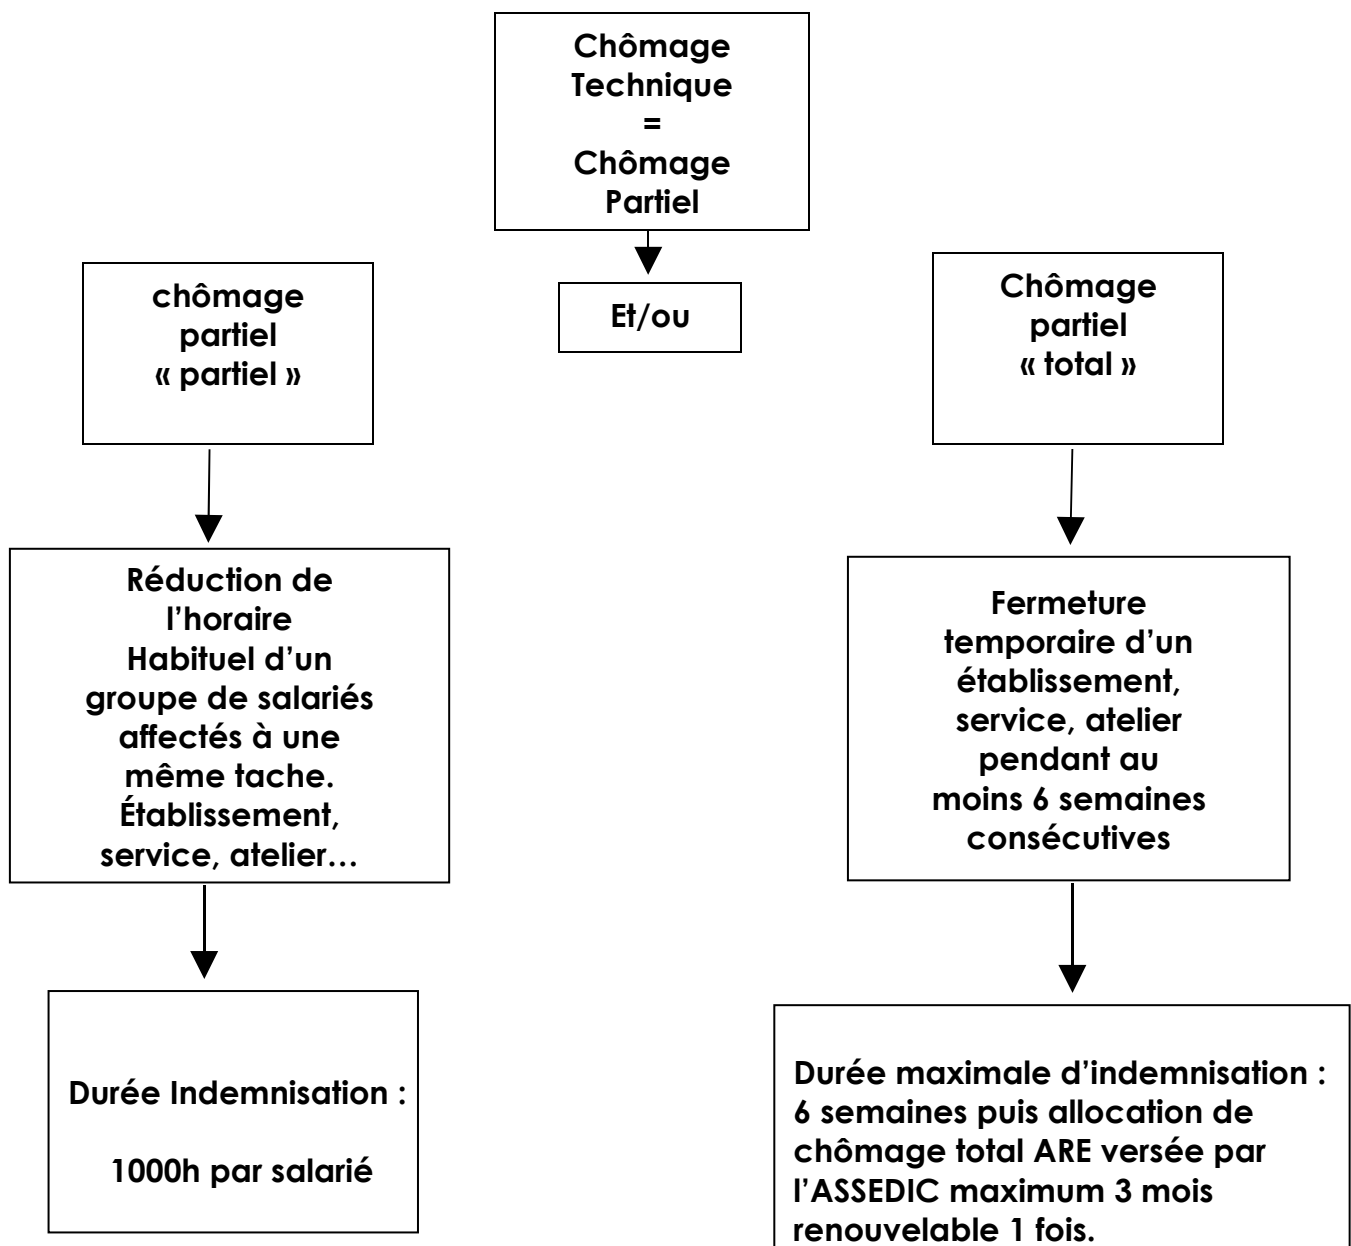 Chômage
Technique
=
Chômage
Partiel
chômage
partiel
« partiel »
Et/ou
Chômage
partiel
« total »
Réduction de
l’horaire
Habituel d’un
groupe de salariés
affectés à une
même tache.
Établissement,
service, atelier…
Fermeture
temporaire d’un
établissement,
service, atelier
pendant au
moins 6 semaines
consécutives
Durée Indemnisation :
1000h par salarié
Durée maximale d’indemnisation :
6 semaines puis allocation de
chômage total ARE versée par
l’ASSEDIC maximum 3 mois
renouvelable 1 fois.